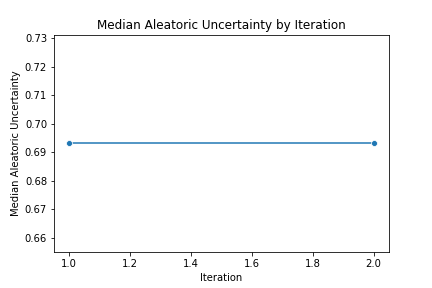 Median Aleatoric Uncertainty by Iteration
Median Aleatoric Uncertainty
0.73
0.72
0.71
0.70
0.69
0.68
0.67
0.66
1.0 1.2 1.4 1.6 1.8 2.0
Iteration